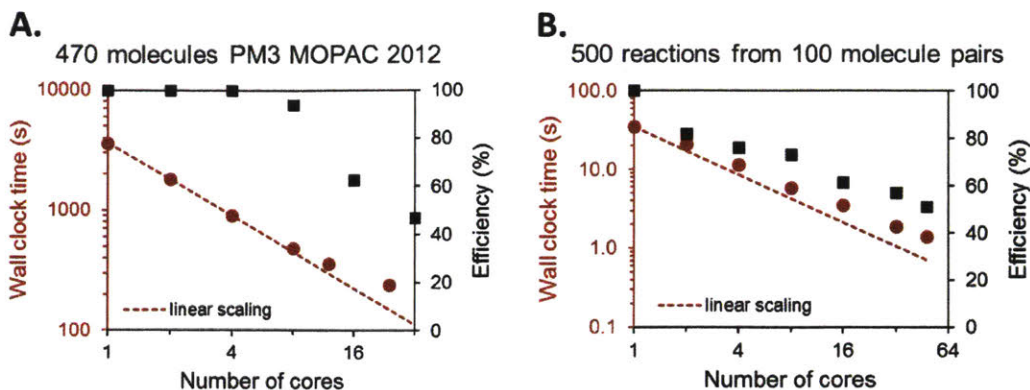 A.
470 molecules PM3 MOPAC 2012
10000
1000
100
Wall clock time (s)
100
80
60
40
20
0
Efficiency (%)
linear scaling
1
4
16
Number of cores
B.
500 reactions from 100 molecule pairs
100.0
10.0
1.0
0.1
Wall clock time (s)
100
80
60
40
20
0
Efficiency (%)
linear scaling
1
4
16
64
Number of cores